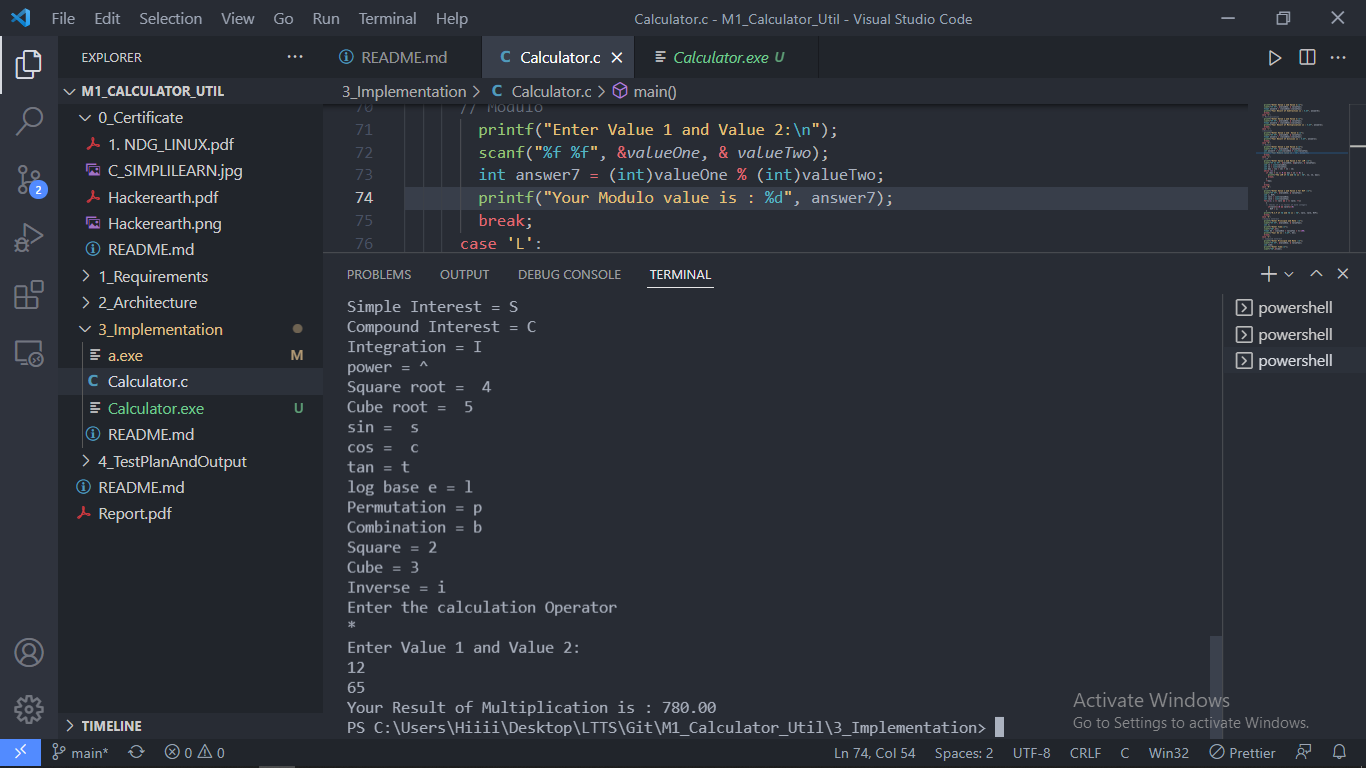 File Edit Selection View Go Run Terminal Help
Calculator.c - M1_Calculator_Util - Visual Studio Code
EXPLORER
M1_CALCULATOR_UTIL
0_Certificate
1. NDG_LINUX.pdf
C_SIMPLILEARN.jpg
Hackerearth.pdf
Hackerearth.png
README.md
1_Requirements
2_Architecture
3_Implementation
a.exe M
Calculator.c
Calculator.exe U
README.md
4_TestPlanAndOutput
README.md
Report.pdf
TIMELINE
2
README.md
Calculator.c
Calculator.exe U
3_Implementation > Calculator.c > main()
70 // Modulo
71 printf("Enter Value 1 and Value 2:\n");
72 scanf("%f %f", &valueOne, & valueTwo);
73 int answer7 = (int)valueOne % (int)valueTwo;
74 printf("Your Modulo value is : %d", answer7);
75 break;
76 case 'L':
PROBLEMS OUTPUT DEBUG CONSOLE TERMINAL
Simple Interest = S
Compound Interest = C
Integration = I
power = ^
Square root =  4
Cube root =  5
sin =  s
cos =  c
tan = t
log base e = l
Permutation = p
Combination = b
Square = 2
Cube = 3
Inverse = i
Enter the calculation Operator
*
Enter Value 1 and Value 2:
12
65
Your Result of Multiplication is : 780.00
PS C:\Users\Hiiii\Desktop\LTTS\Git\M1_Calculator_Util\3_Implementation>
powershell
powershell
powershell
Activate Windows
Go to Settings to activate Windows.
main* 0 0
Ln 74, Col 54 Spaces: 2 UTF-8 CRLF C Win32 Prettier